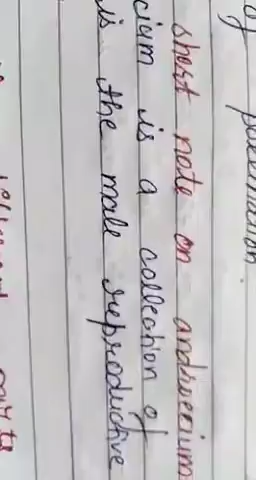 of pollination
short note on androecium
cium is a collection of
is the male reproductive